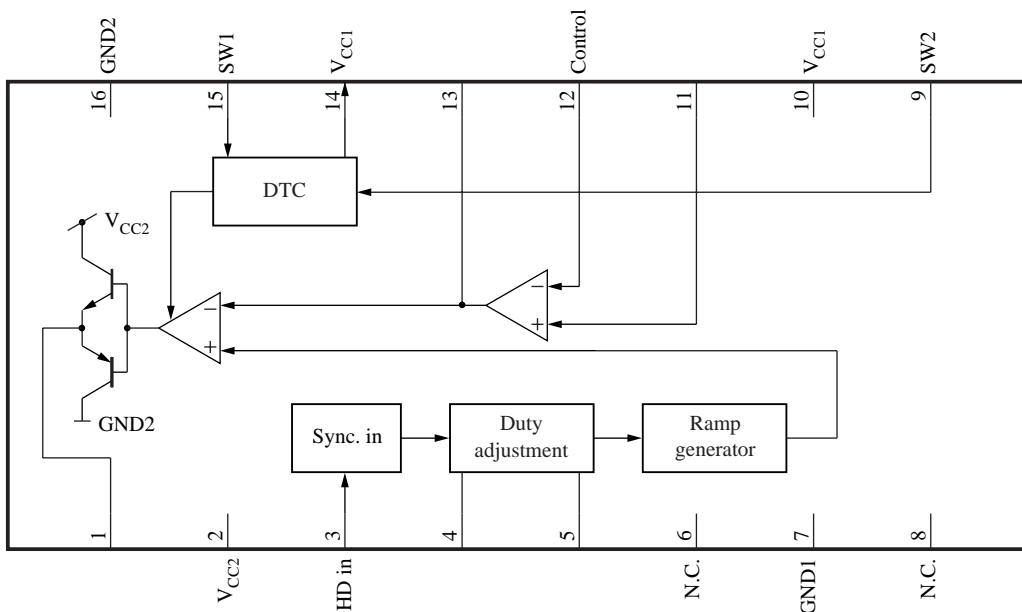 GND2
SW1
VCC1
Control
VCC1
SW2
16
15
14
13
12
11
10
9
DTC
VCC2
−
+
−
+
GND2
Sync. in
Duty
adjustment
Ramp
generator
1
2
3
4
5
6
7
8
VCC2
HD in
N.C.
GND1
N.C.